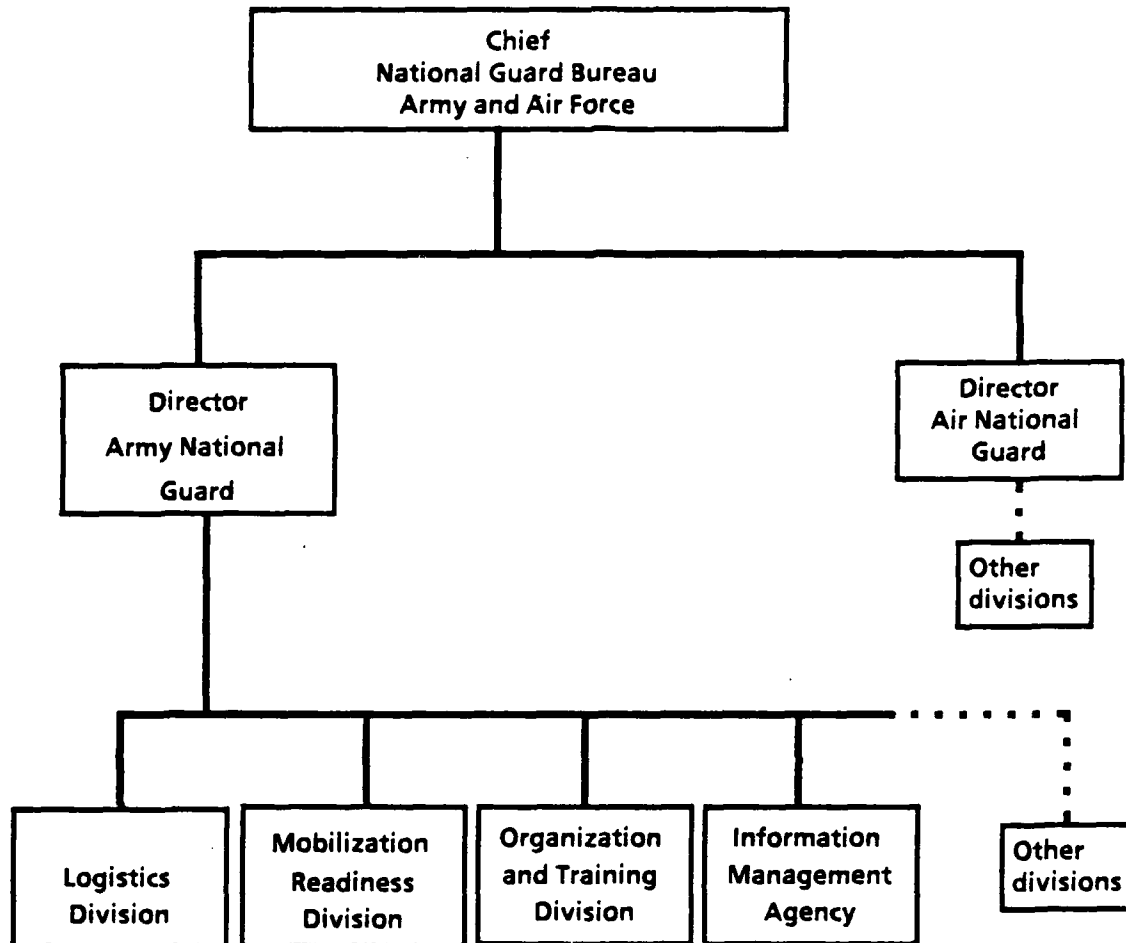 Chief
National Guard Bureau
Army and Air Force
Director
Army National
Guard
Director
Air National
Guard
Other
divisions
Logistics
Division
Mobilization
Readiness
Division
Organization
and Training
Division
Information
Management
Agency
Other
divisions